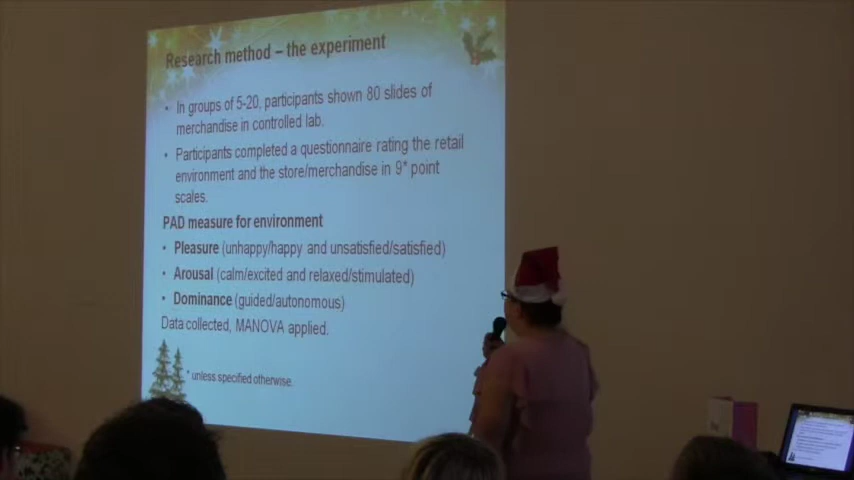 Research method – the experiment
• In groups of 5-20, participants shown 80 slides of
merchandise in controlled lab.
• Participants completed a questionnaire rating the retail
environment and the store/merchandise in 9* point
scales.
PAD measure for environment
• Pleasure (unhappy/happy and unsatisfied/satisfied)
• Arousal (calm/excited and relaxed/stimulated)
• Dominance (guided/autonomous)
Data collected, MANOVA applied.
* unless specified otherwise.